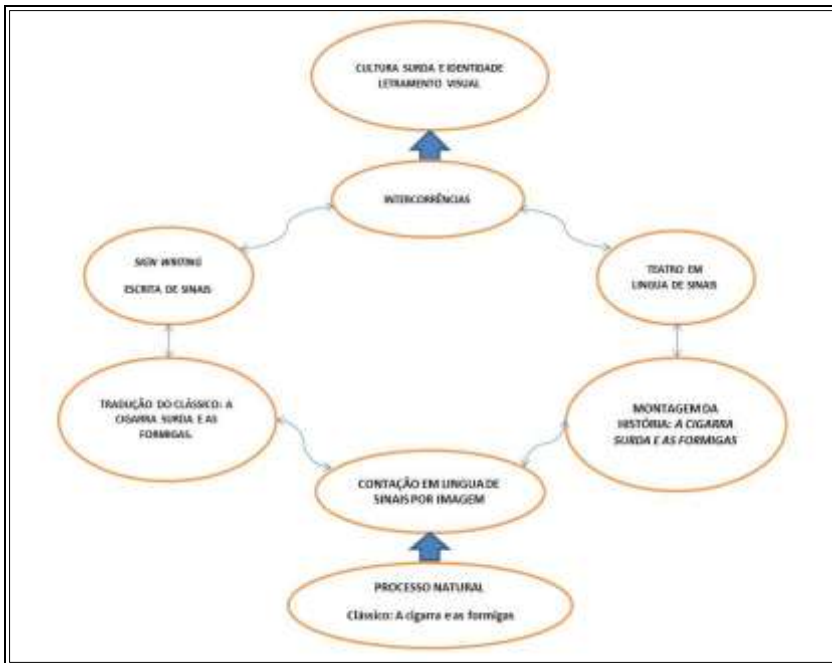 CULTURA SURDA E IDENTIDADE
LETRAMENTO VISUAL
INTERCORRÊNCIAS
SIGN WRITING
ESCRITA DE SINAIS
TEATRO EM
LINGUA DE SINAIS
TRADUÇÃO DO CLÁSSICO: A
CIGARRA SURDA E AS
FORMIGAS.
MONTAGEM DA
HISTÓRIA: A CIGARRA
SURDA E AS FORMIGAS
CONTAÇÃO EM LINGUA DE
SINAIS POR IMAGEM
PROCESSO NATURAL
Clássico: A cigarra e as formigas